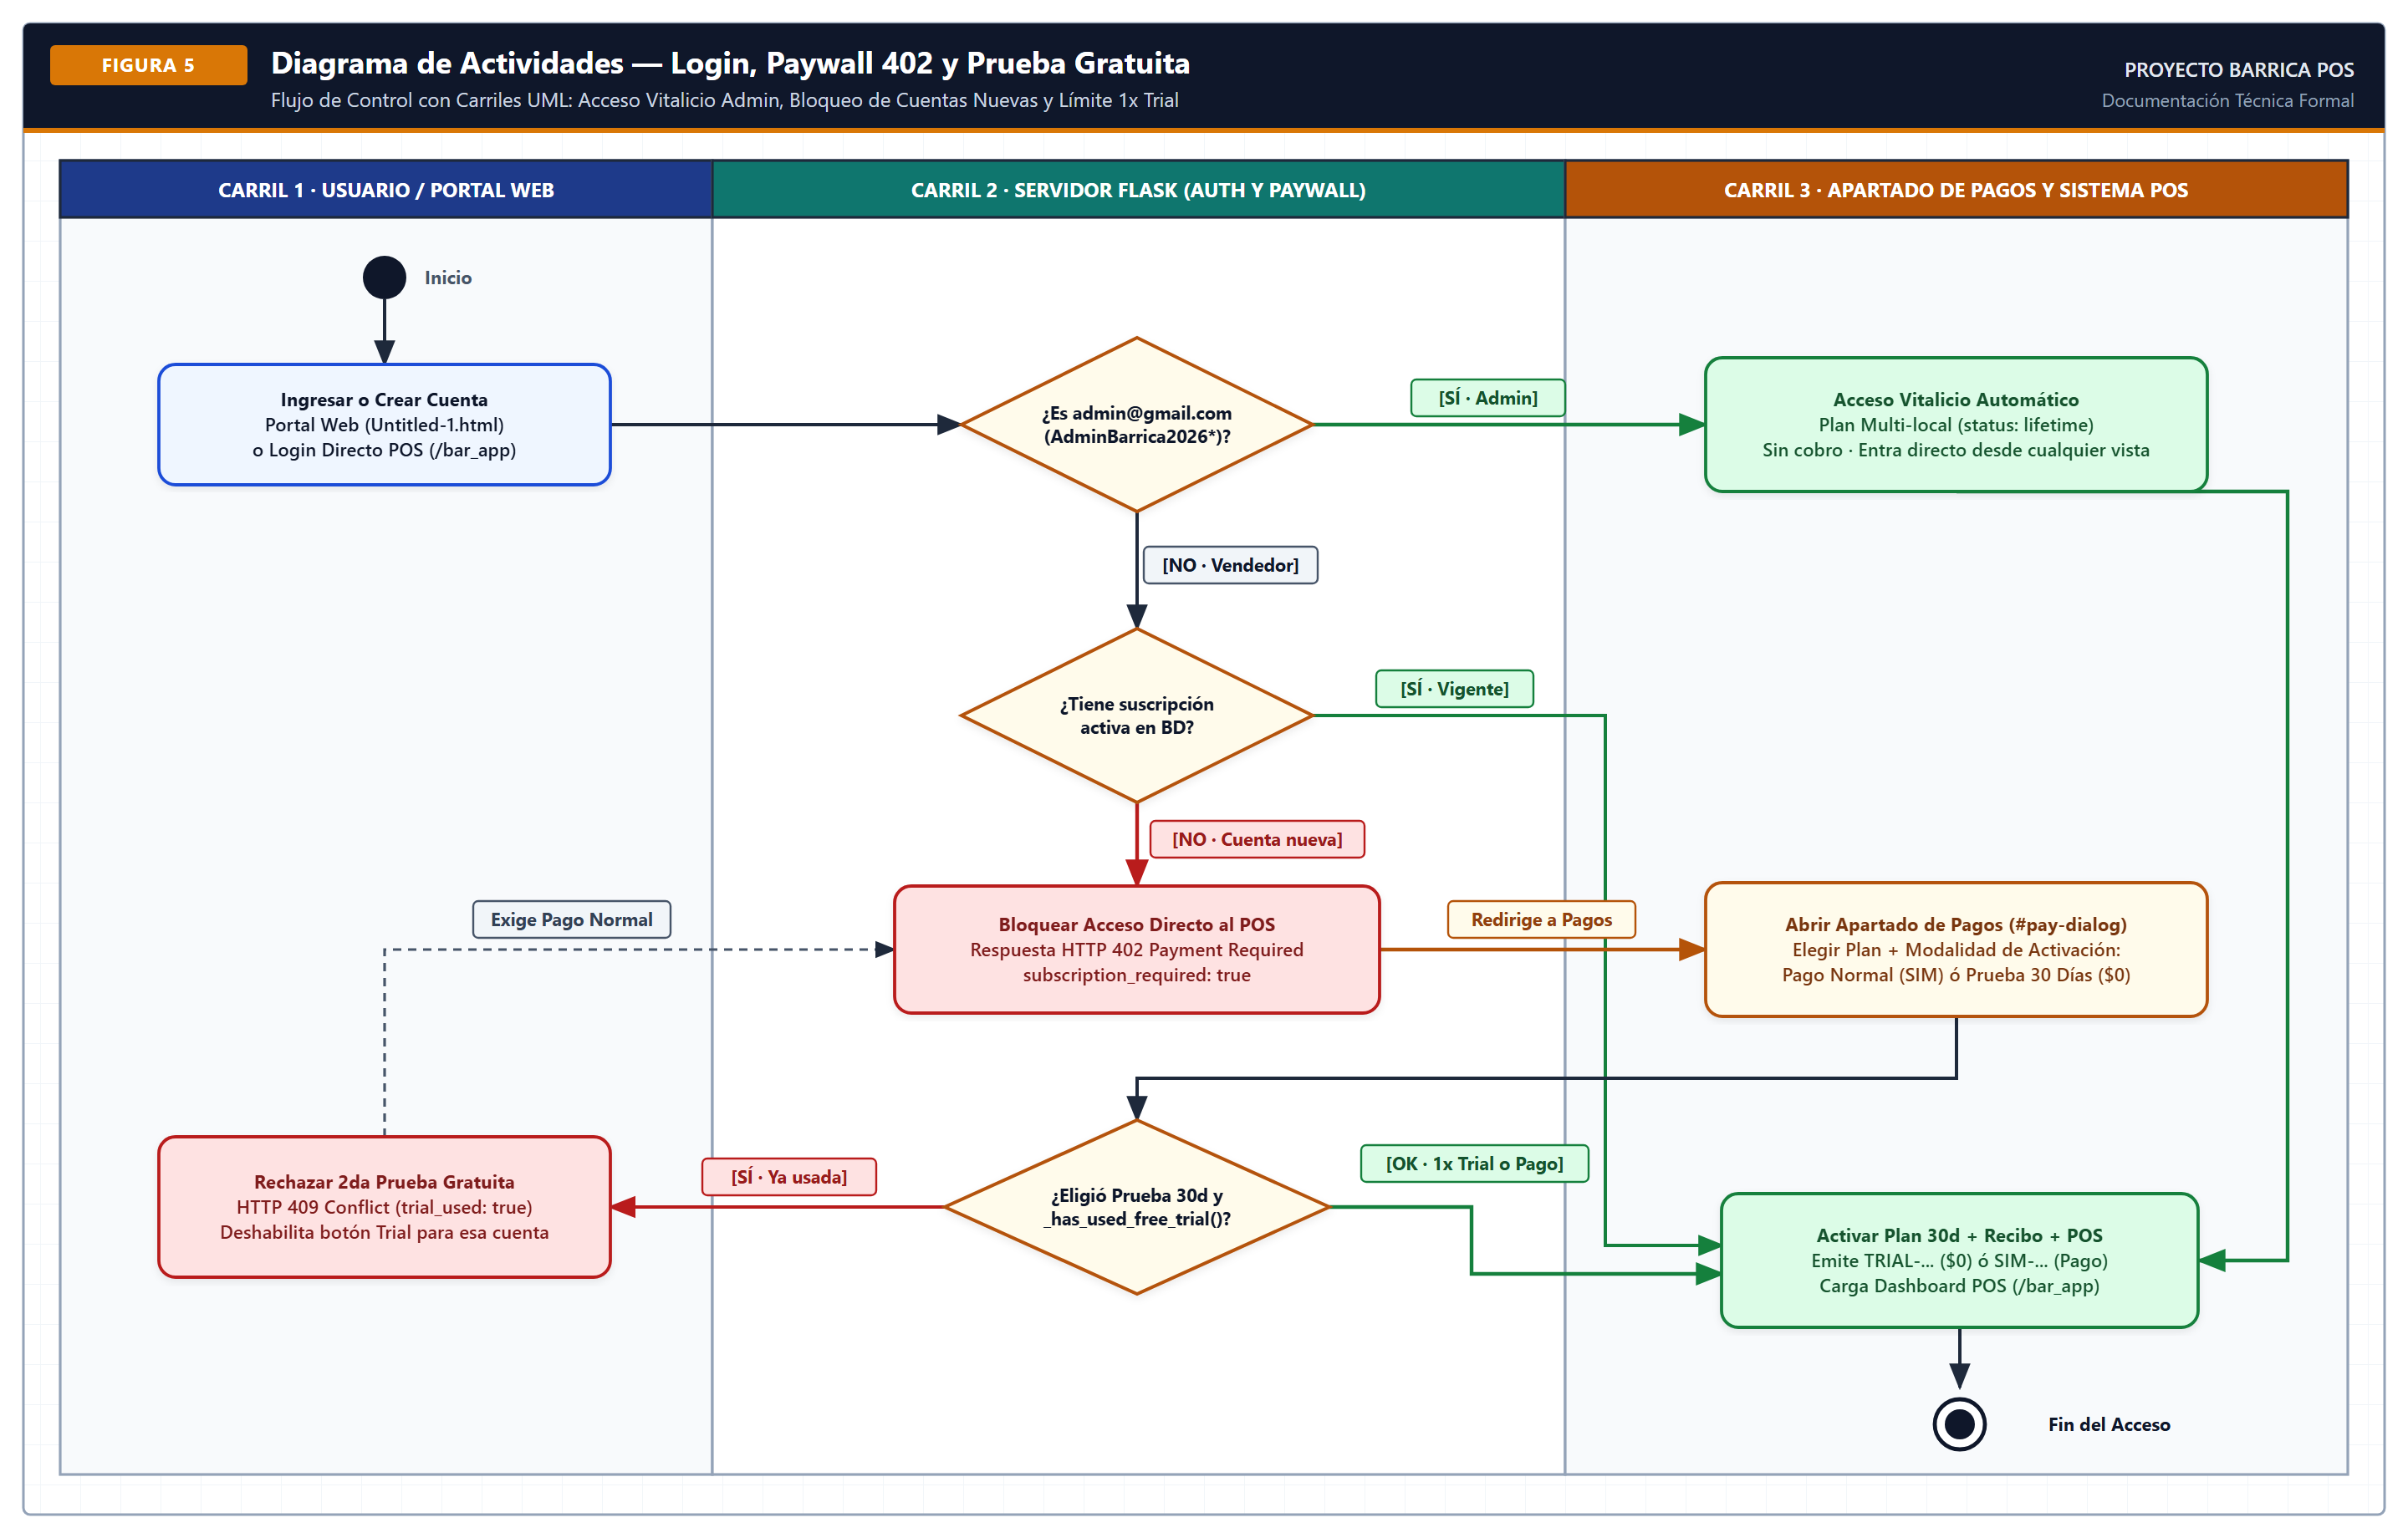 FIGURA 5
Diagrama de Actividades — Login, Paywall 402 y Prueba Gratuita
Flujo de Control con Carriles UML: Acceso Vitalicio Admin, Bloqueo de Cuentas Nuevas y Límite 1x Trial
PROYECTO BARRICA POS
Documentación Técnica Formal
CARRIL 1 · USUARIO / PORTAL WEB
CARRIL 2 · SERVIDOR FLASK (AUTH Y PAYWALL)
CARRIL 3 · APARTADO DE PAGOS Y SISTEMA POS
Inicio
Ingresar o Crear Cuenta
Portal Web (Untitled-1.html)
o Login Directo POS (/bar_app)
¿Es admin@gmail.com
(AdminBarrica2026*)?
[SÍ · Admin]
Acceso Vitalicio Automático
Plan Multi-local (status: lifetime)
Sin cobro · Entra directo desde cualquier vista
[NO · Vendedor]
¿Tiene suscripción
activa en BD?
[SÍ · Vigente]
[NO · Cuenta nueva]
Exige Pago Normal
Bloquear Acceso Directo al POS
Respuesta HTTP 402 Payment Required
subscription_required: true
Redirige a Pagos
Abrir Apartado de Pagos (#pay-dialog)
Elegir Plan + Modalidad de Activación:
Pago Normal (SIM) ó Prueba 30 Días ($0)
Rechazar 2da Prueba Gratuita
HTTP 409 Conflict (trial_used: true)
Deshabilita botón Trial para esa cuenta
[SÍ · Ya usada]
¿Eligió Prueba 30d y
_has_used_free_trial()?
[OK · 1x Trial o Pago]
Activar Plan 30d + Recibo + POS
Emite TRIAL-... ($0) ó SIM-... (Pago)
Carga Dashboard POS (/bar_app)
Fin del Acceso